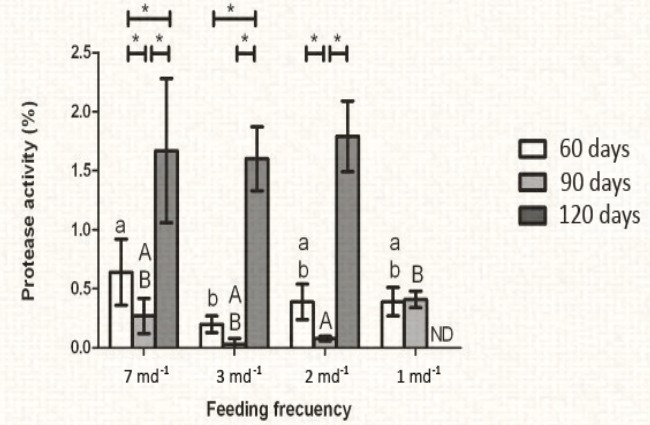 *
*
* *
*
* *
2.5
2.0
1.5
1.0
0.5
0.0
Protease activity (%)
a
A
B
b
A
B
a
b
A
a
b
B
ND
7 md-1
3 md-1
2 md-1
1 md-1
Feeding frecuency
60 days
90 days
120 days